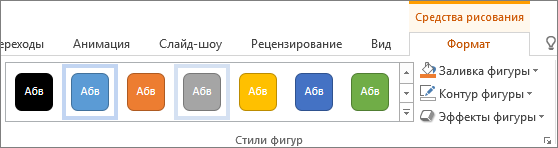 Средства рисования
ереходы Анимация Слайд-шоу Рецензирование Вид Формат
Абв Абв Абв Абв Абв Абв Абв
Заливка фигуры
Контур фигуры
Эффекты фигуры
Стили фигур